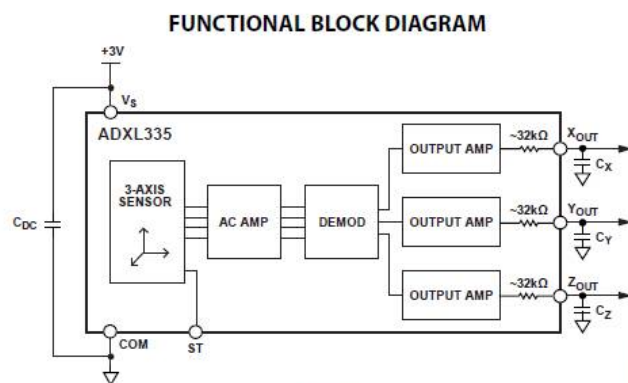 FUNCTIONAL BLOCK DIAGRAM
+3V
VS
ADXL335
3-AXIS
SENSOR
AC AMP
DEMOD
OUTPUT AMP
~32kΩ
XOUT
CX
OUTPUT AMP
~32kΩ
YOUT
CY
OUTPUT AMP
~32kΩ
ZOUT
CZ
CDC
COM
ST